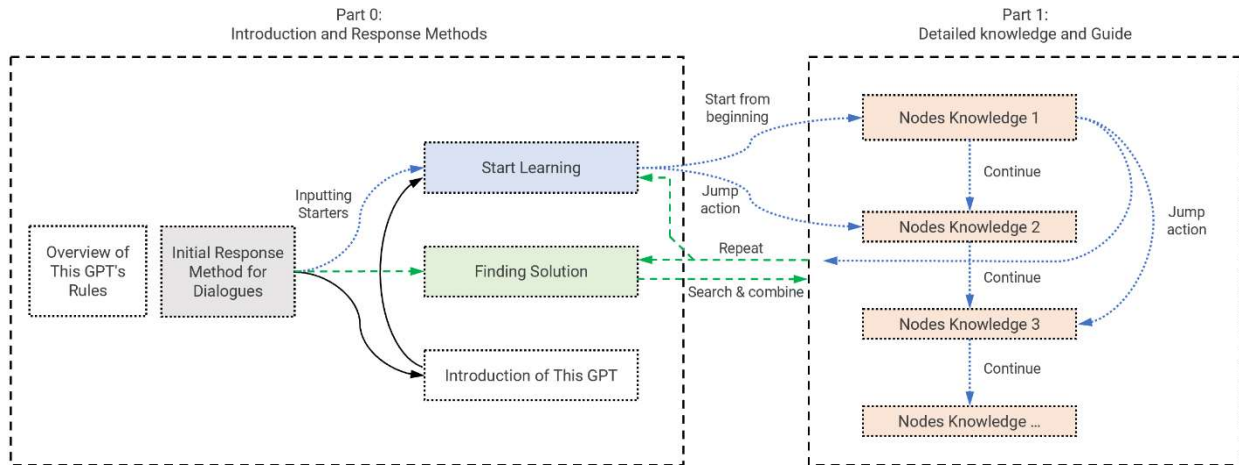 Part 0:
Introduction and Response Methods
Overview of
This GPT's
Rules
Initial Response
Method for
Dialogues
Inputting
Starters
Start Learning
Finding Solution
Introduction of This GPT
Start from
beginning
Jump
action
Repeat
Search & combine
Part 1:
Detailed knowledge and Guide
Nodes Knowledge 1
Continue
Nodes Knowledge 2
Continue
Nodes Knowledge 3
Continue
Nodes Knowledge ...
Jump
action